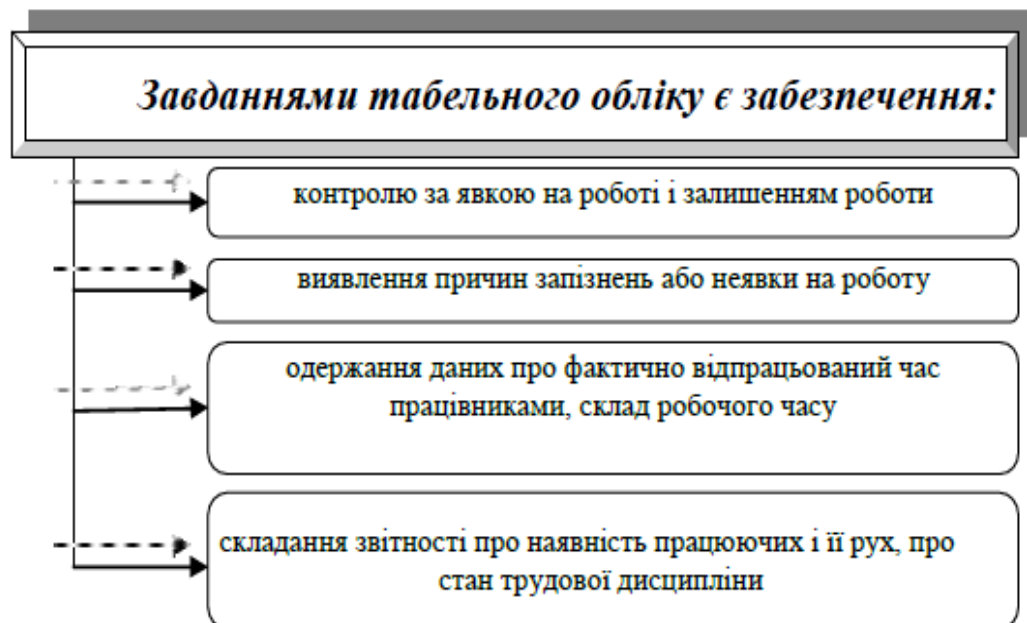 Завданнями табельного обліку є забезпечення:
контролю за явкою на роботі і залишенням роботи
виявлення причин запізнень або неявки на роботу
одержання даних про фактично відпрацьований час
працівниками, склад робочого часу
складання звітності про наявність працюючих і її рух, про
стан трудової дисципліни